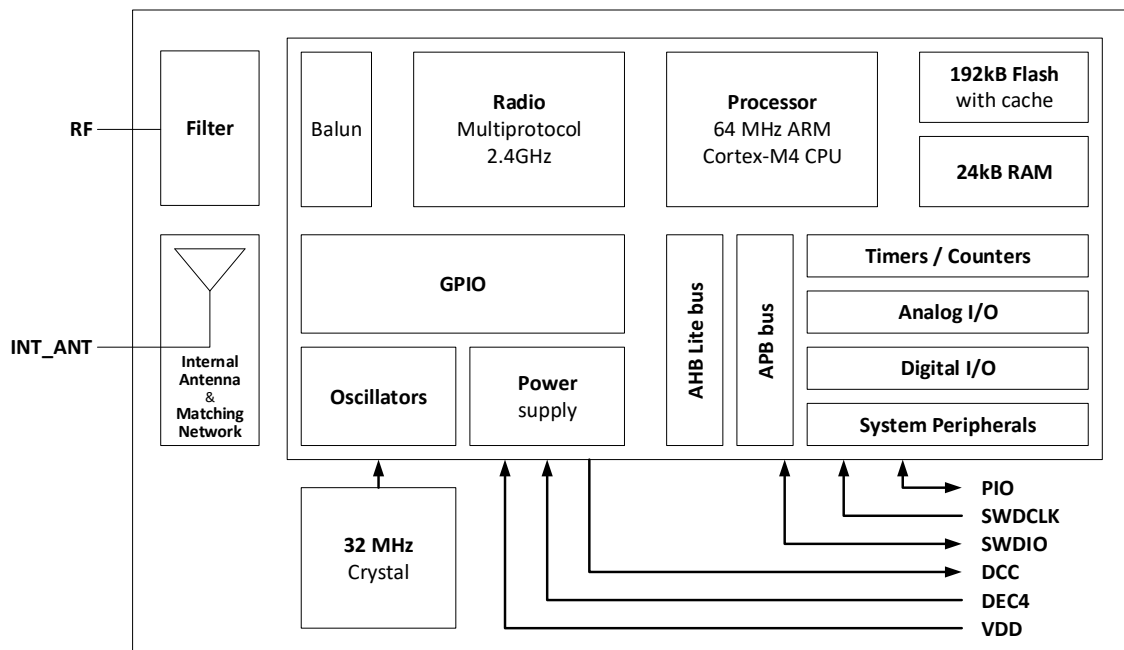 RF
Filter
Balun
Radio
Multiprotocol
2.4GHz
Processor
64 MHz ARM
Cortex-M4 CPU
192kB Flash
with cache
24kB RAM
INT_ANT
Internal
Antenna
&
Matching
Network
GPIO
Oscillators
Power
supply
AHB Lite bus
APB bus
Timers / Counters
Analog I/O
Digital I/O
System Peripherals
32 MHz
Crystal
PIO
SWDCLK
SWDIO
DCC
DEC4
VDD